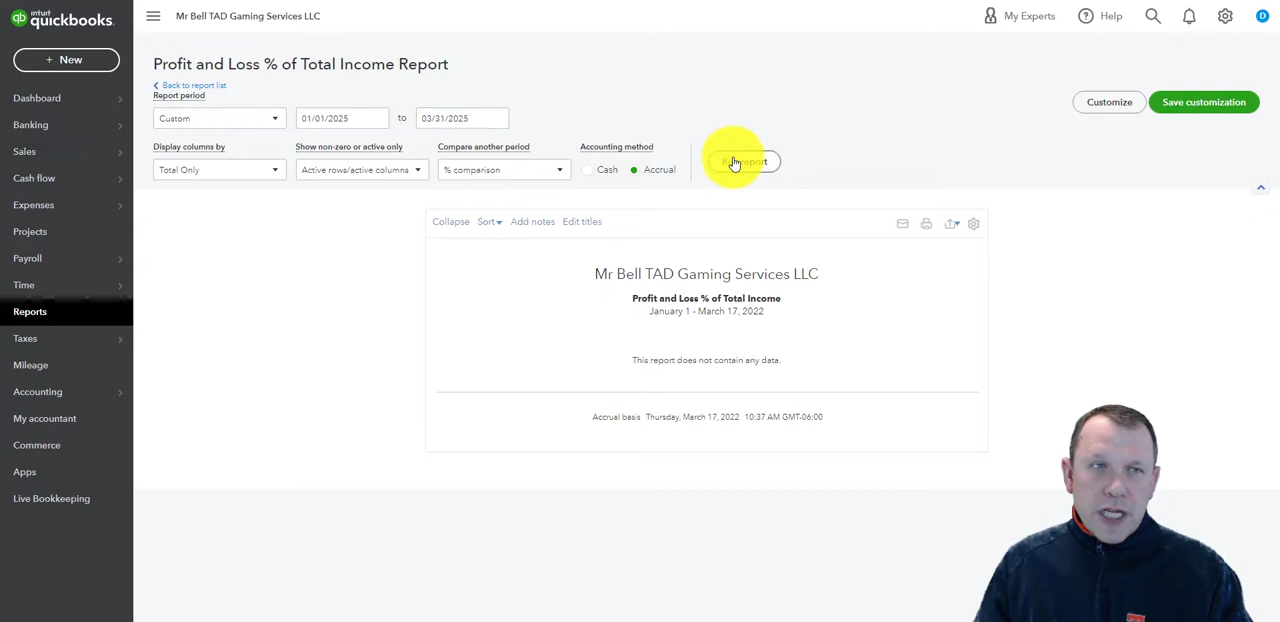 intuit
qb quickbooks.
Mr Bell TAD Gaming Services LLC
My Experts
Help
D
+ New
Dashboard
Banking
Sales
Cash flow
Expenses
Projects
Payroll
Time
Reports
Taxes
Mileage
Accounting
My accountant
Commerce
Apps
Live Bookkeeping
Profit and Loss % of Total Income Report
Back to report list
Report period
Custom
01/01/2025
to
03/31/2025
Customize
Save customization
Display columns by
Show non-zero or active only
Compare another period
Accounting method
Total Only
Active rows/active columns
% comparison
Cash
Accrual
report
Collapse
Sort
Add notes
Edit titles
Mr Bell TAD Gaming Services LLC
Profit and Loss % of Total Income
January 1 - March 17, 2022
This report does not contain any data.
Accrual basis Thursday, March 17, 2022 10:37 AM GMT-06:00